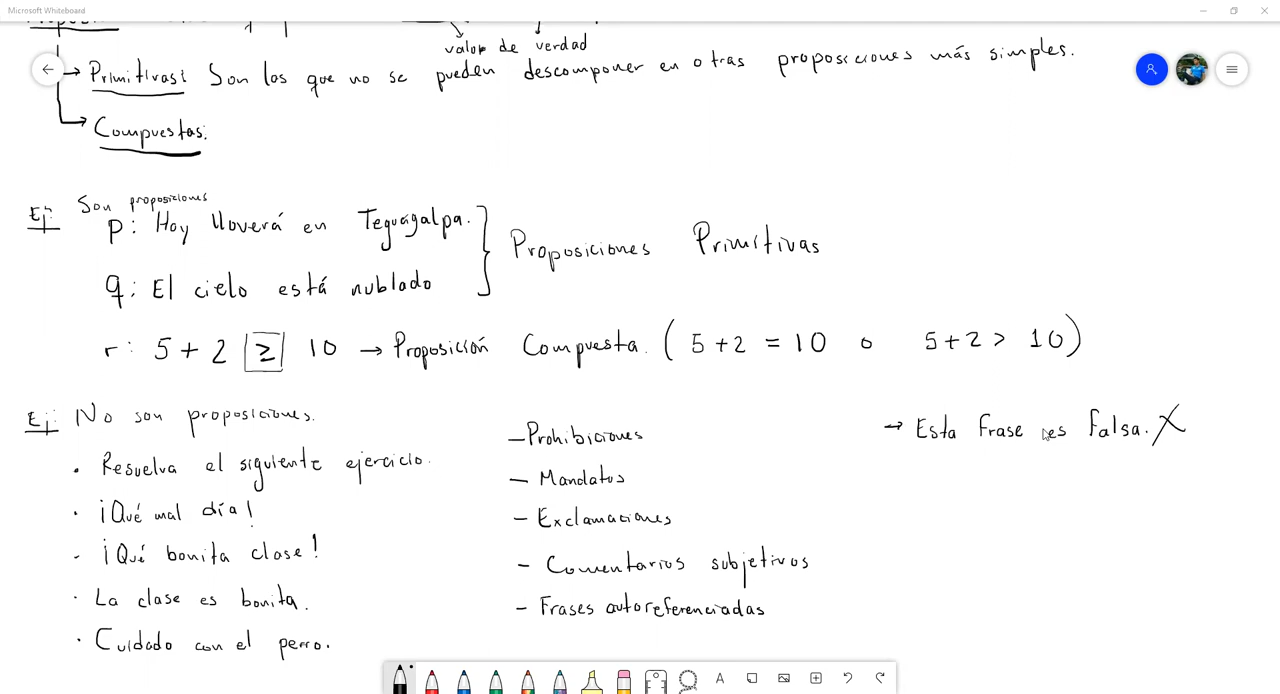 Microsoft Whiteboard
valor de verdad
Primitivas: Son las que no se pueden descomponer en otras proposiciones más simples.
Compuestas:
Ej: Son proposiciones
p: Hoy lloverá en Tegucigalpa.
q: El cielo está nublado
Proposiciones Primitivas
r: 5 + 2 ≥ 10 → Proposición Compuesta. ( 5 + 2 = 10 o 5 + 2 > 10 )
Ej: No son proposiciones.
• Resuelva el siguiente ejercicio.
• ¡Qué mal día!
• ¡Qué bonita clase!
• La clase es bonita.
• Cuidado con el perro.
– Prohibiciones
– Mandatos
– Exclamaciones
– Comentarios subjetivos
– Frases autoreferenciadas
→ Esta frase es falsa. X